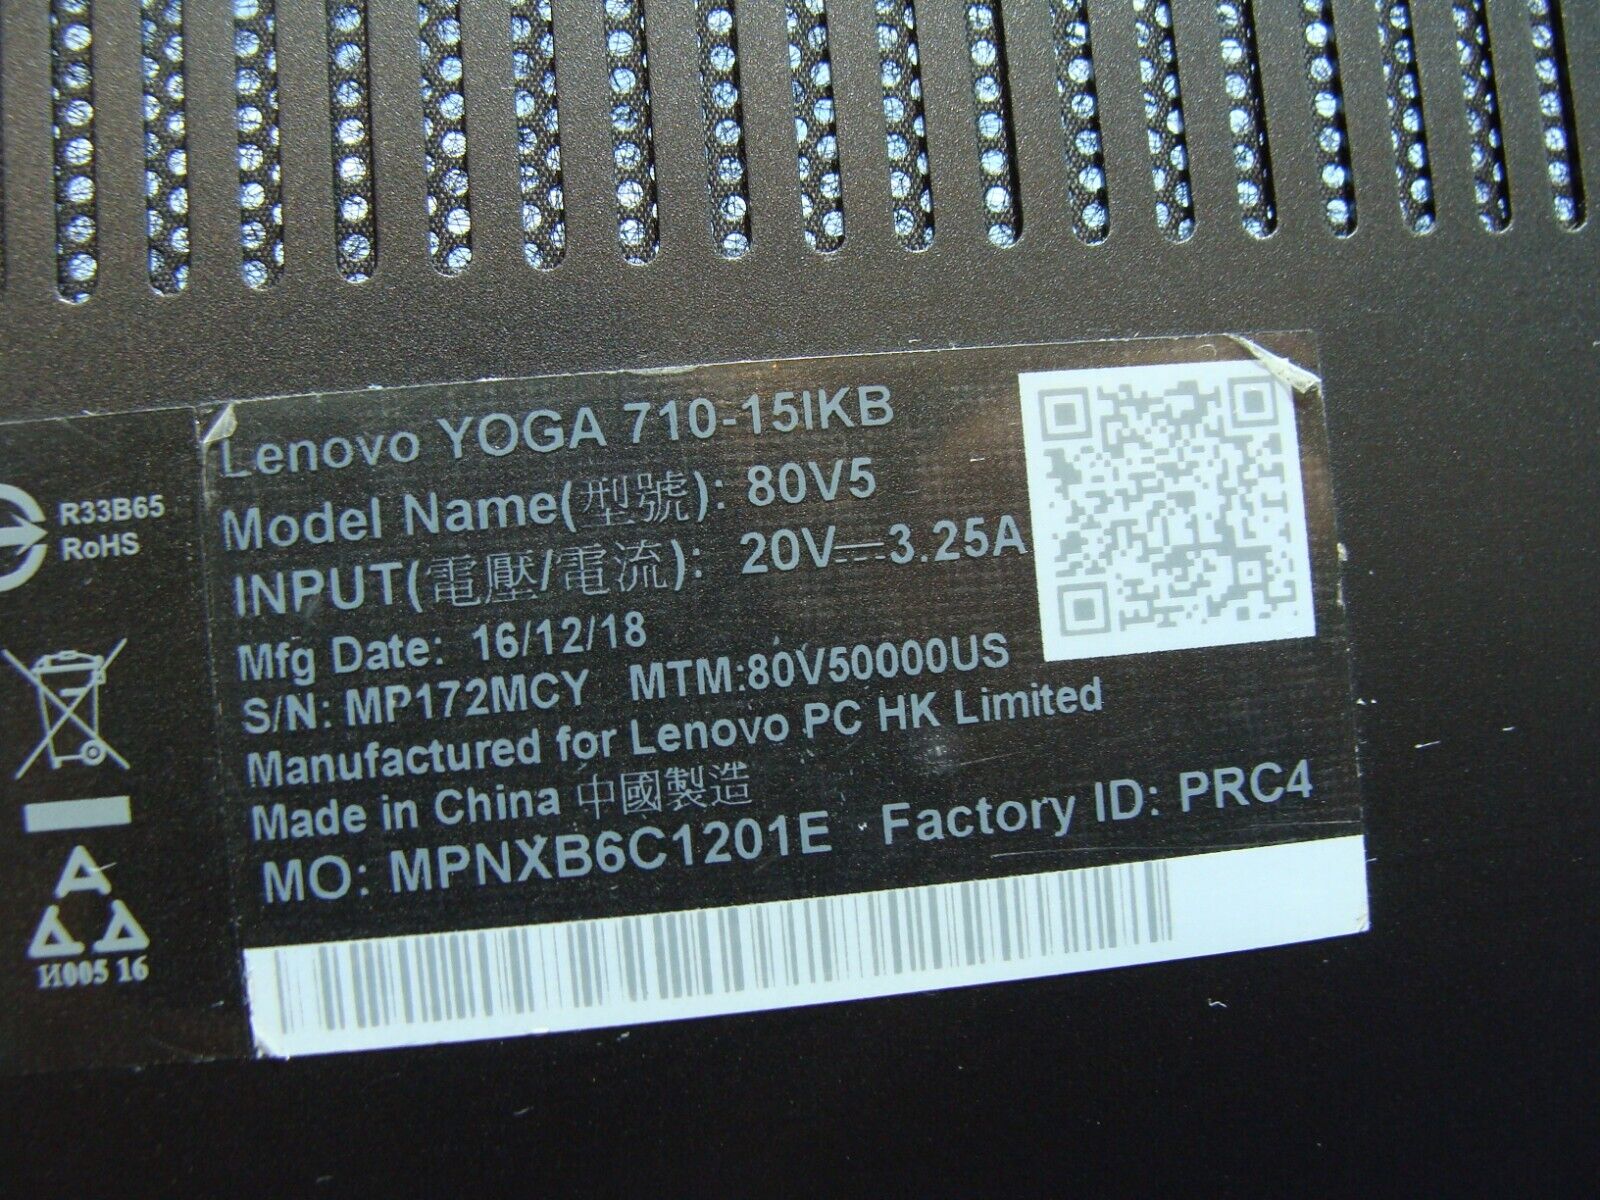 Lenovo YOGA 710-15IKB
Model Name(型號): 80V5
INPUT(電壓/電流): 20V⎓3.25A
Mfg Date: 16/12/18
S/N: MP172MCY MTM:80V50000US
Manufactured for Lenovo PC HK Limited
Made in China 中國製造
MO: MPNXB6C1201E Factory ID: PRC4
R33B65
RoHS
И005 16